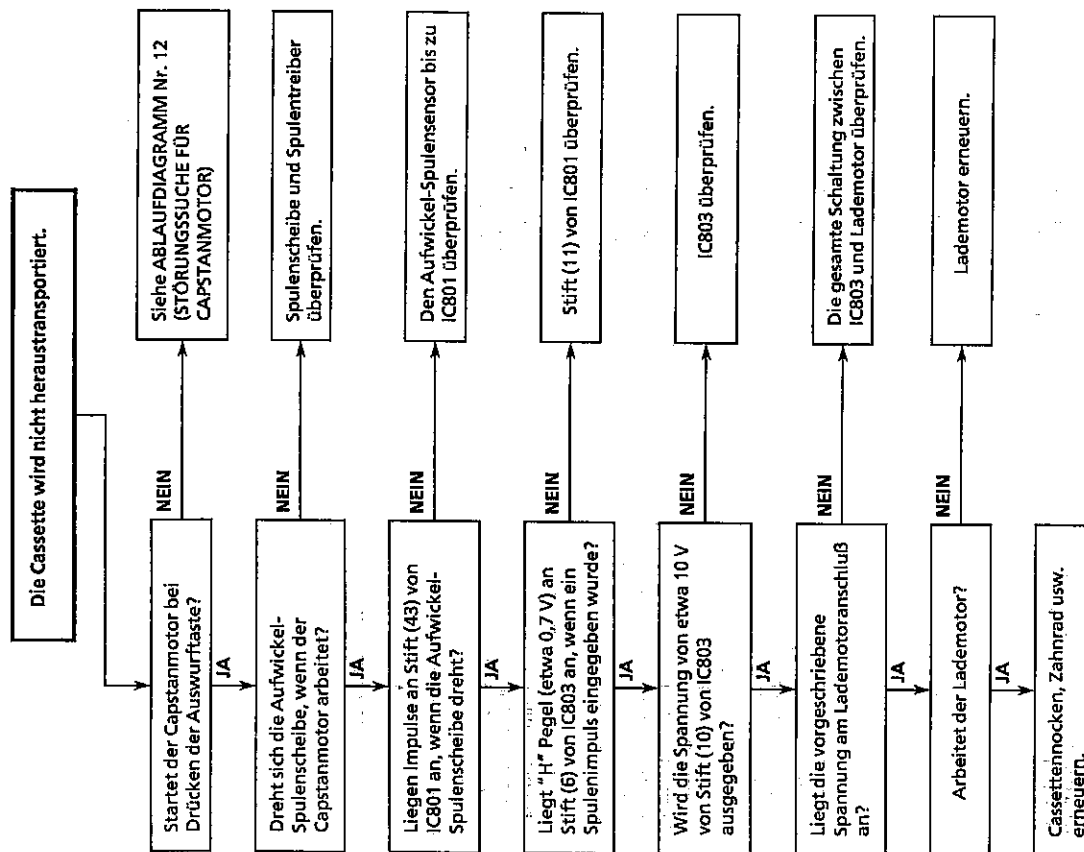 Die Cassette wird nicht heraustransportiert.
Startet der Capstanmotor bei
Drücken der Auswurftaste?
NEIN
Siehe ABLAUFDIAGRAMM Nr. 12
(STÖRUNGSSUCHE FÜR
CAPSTANMOTOR)
JA
Dreht sich die Aufwickel-
Spulenscheibe, wenn der
Capstanmotor arbeitet?
NEIN
Spulenscheibe und Spulentreiber
überprüfen.
JA
Liegen Impulse an Stift (43) von
IC801 an, wenn die Aufwickel-
Spulenscheibe dreht?
NEIN
Den Aufwickel-Spulensensor bis zu
IC801 überprüfen.
JA
Liegt "H" Pegel (etwa 0,7 V) an
Stift (6) von IC803 an, wenn ein
Spulenimpuls eingegeben wurde?
NEIN
Stift (11) von IC801 überprüfen.
JA
Wird die Spannung von etwa 10 V
von Stift (10) von IC803
ausgegeben?
NEIN
IC803 überprüfen.
JA
Liegt die vorgeschriebene
Spannung am Lademotoranschluß
an?
NEIN
Die gesamte Schaltung zwischen
IC803 und Lademotor überprüfen.
JA
Arbeitet der Lademotor?
NEIN
Lademotor erneuern.
JA
Cassettennocken, Zahnrad usw.
erneuern.